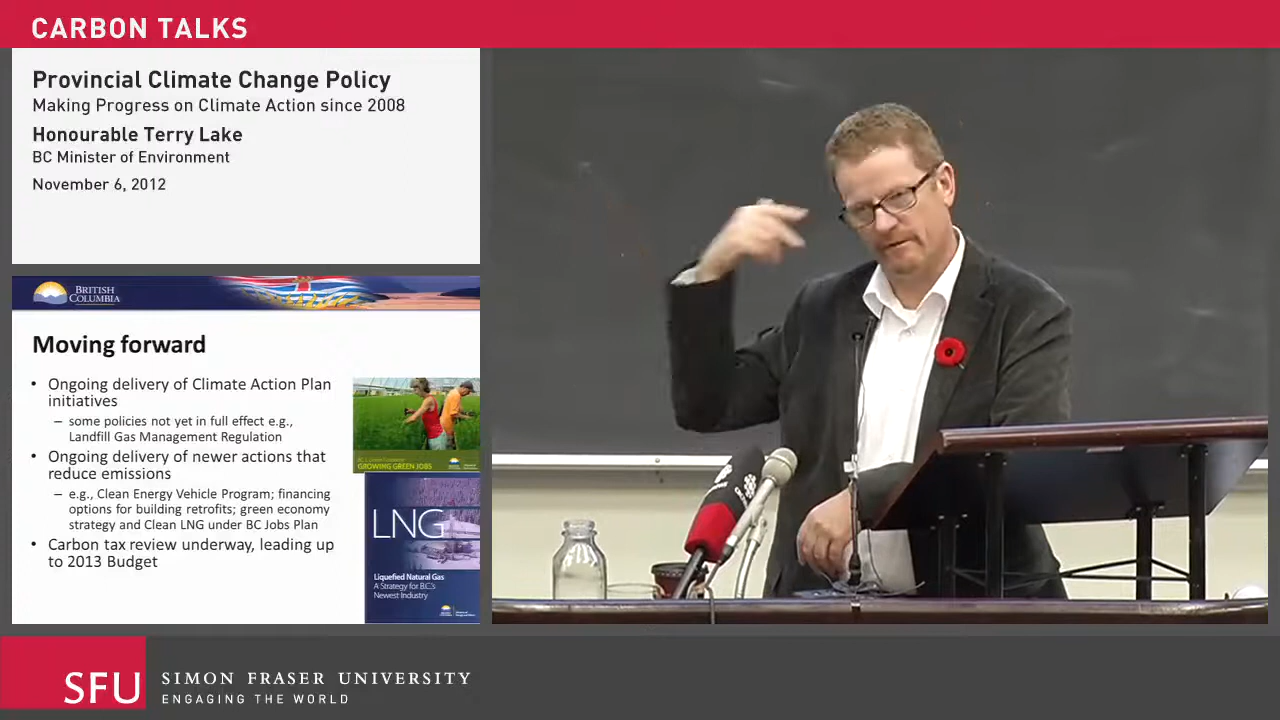 CARBON TALKS
Provincial Climate Change Policy
Making Progress on Climate Action since 2008
Honourable Terry Lake
BC Minister of Environment
November 6, 2012
BRITISH
COLUMBIA
Moving forward
• Ongoing delivery of Climate Action Plan
initiatives
– some policies not yet in full effect e.g.,
Landfill Gas Management Regulation
• Ongoing delivery of newer actions that
reduce emissions
– e.g., Clean Energy Vehicle Program; financing
options for building retrofits; green economy
strategy and Clean LNG under BC Jobs Plan
• Carbon tax review underway, leading up
to 2013 Budget
GROWING GREEN JOBS
LNG
Liquefied Natural Gas
A Strategy for B.C.'s
Newest Industry
SFU
SIMON FRASER UNIVERSITY
ENGAGING THE WORLD